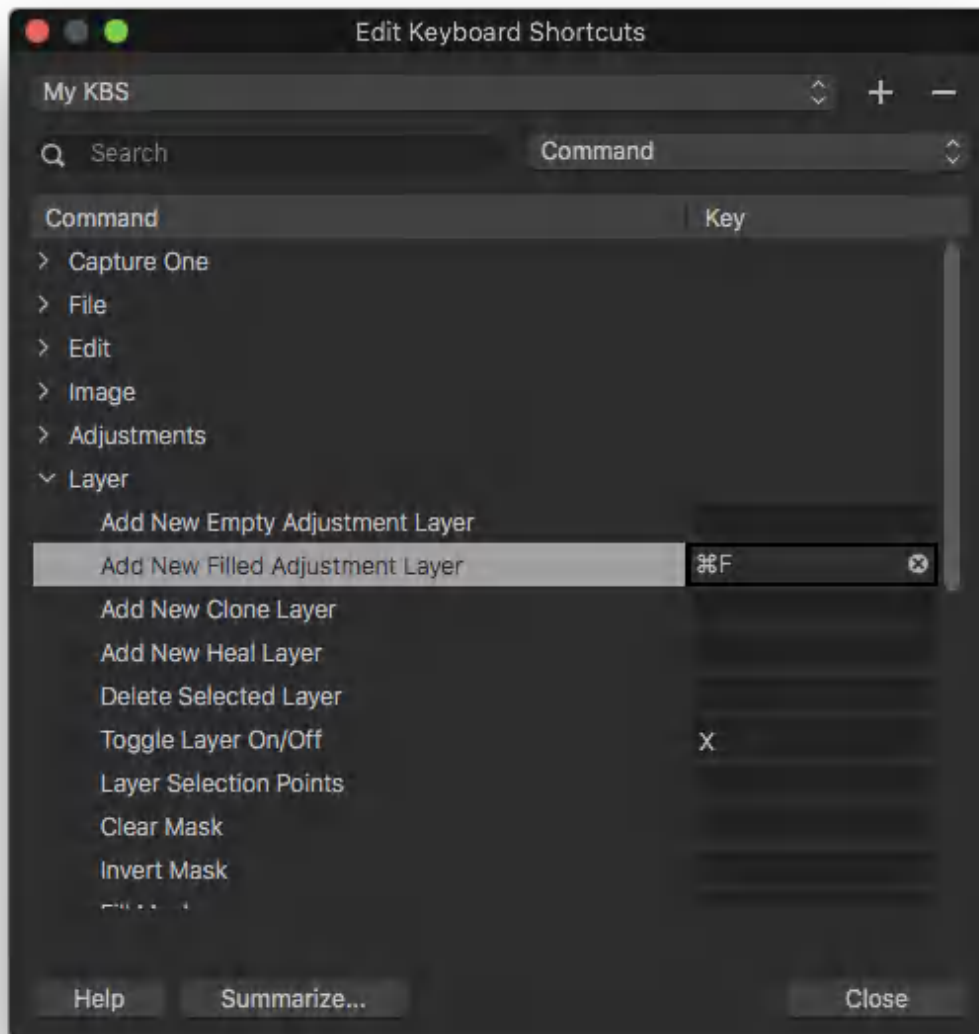 Edit Keyboard Shortcuts
My KBS
Search Command
Command Key
Capture One
File
Edit
Image
Adjustments
Layer
Add New Empty Adjustment Layer
Add New Filled Adjustment Layer ⌘F
Add New Clone Layer
Add New Heal Layer
Delete Selected Layer
Toggle Layer On/Off X
Layer Selection Points
Clear Mask
Invert Mask
Help Summarize... Close